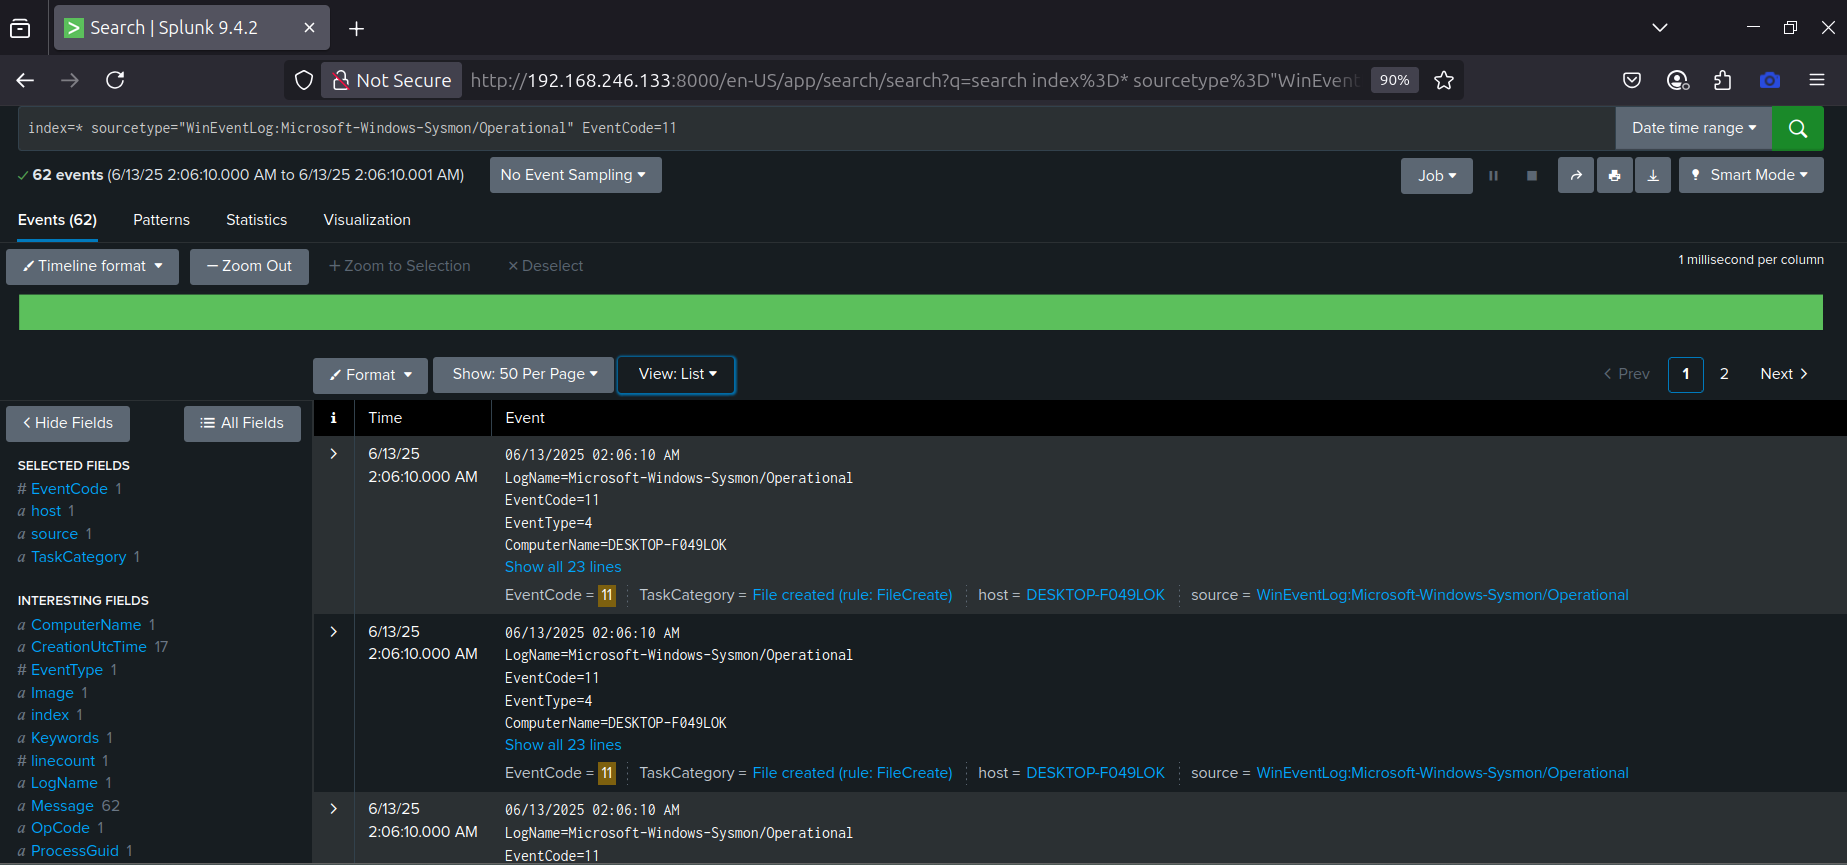 Search | Splunk 9.4.2
Not Secure
http://192.168.246.133:8000/en-US/app/search/search?q=search index%3D* sourcetype%3D"WinEvent
90%
index=* sourcetype="WinEventLog:Microsoft-Windows-Sysmon/Operational" EventCode=11
Date time range
62 events (6/13/25 2:06:10.000 AM to 6/13/25 2:06:10.001 AM)
No Event Sampling
Job
Smart Mode
Events (62)
Patterns
Statistics
Visualization
Timeline format
Zoom Out
+ Zoom to Selection
× Deselect
1 millisecond per column
Format
Show: 50 Per Page
View: List
< Prev
1
2
Next >
< Hide Fields
All Fields
i
Time
Event
SELECTED FIELDS
# EventCode 1
a host 1
a source 1
a TaskCategory 1
INTERESTING FIELDS
a ComputerName 1
a CreationUtcTime 17
# EventType 1
a Image 1
a index 1
a Keywords 1
# linecount 1
a LogName 1
a Message 62
a OpCode 1
a ProcessGuid 1
6/13/25
2:06:10.000 AM
06/13/2025 02:06:10 AM
LogName=Microsoft-Windows-Sysmon/Operational
EventCode=11
EventType=4
ComputerName=DESKTOP-F049LOK
Show all 23 lines
EventCode = 11 TaskCategory = File created (rule: FileCreate) host = DESKTOP-F049LOK source = WinEventLog:Microsoft-Windows-Sysmon/Operational
6/13/25
2:06:10.000 AM
06/13/2025 02:06:10 AM
LogName=Microsoft-Windows-Sysmon/Operational
EventCode=11
EventType=4
ComputerName=DESKTOP-F049LOK
Show all 23 lines
EventCode = 11 TaskCategory = File created (rule: FileCreate) host = DESKTOP-F049LOK source = WinEventLog:Microsoft-Windows-Sysmon/Operational
6/13/25
2:06:10.000 AM
06/13/2025 02:06:10 AM
LogName=Microsoft-Windows-Sysmon/Operational
EventCode=11